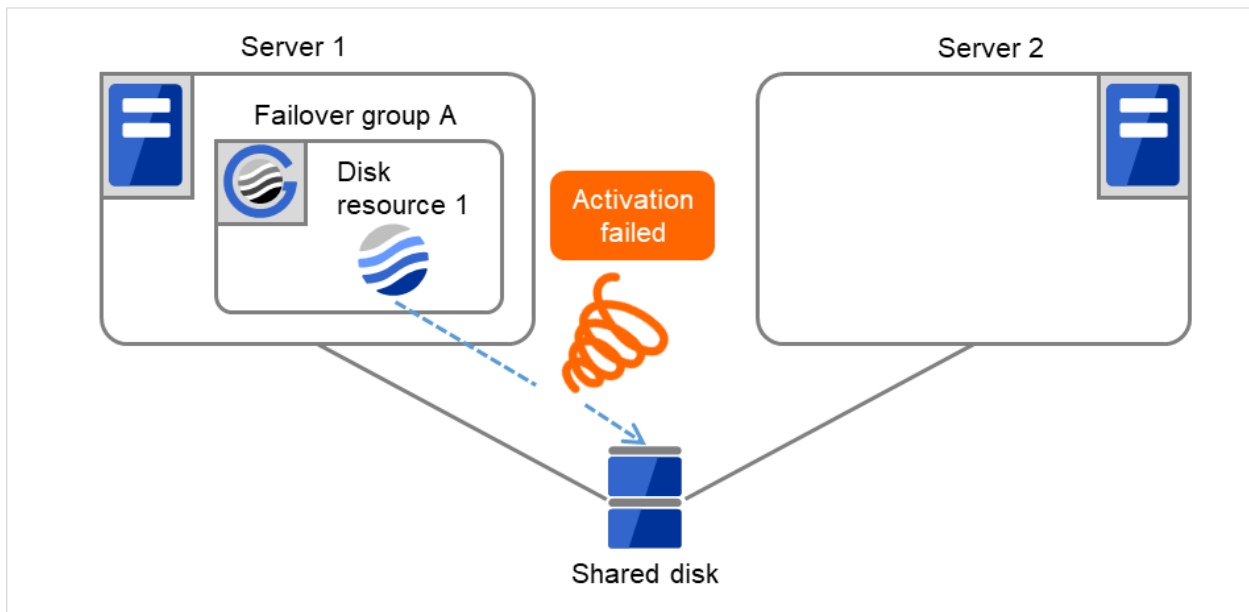 Server 1
Server 2
Failover group A
Disk
resource 1
Activation
failed
Shared disk